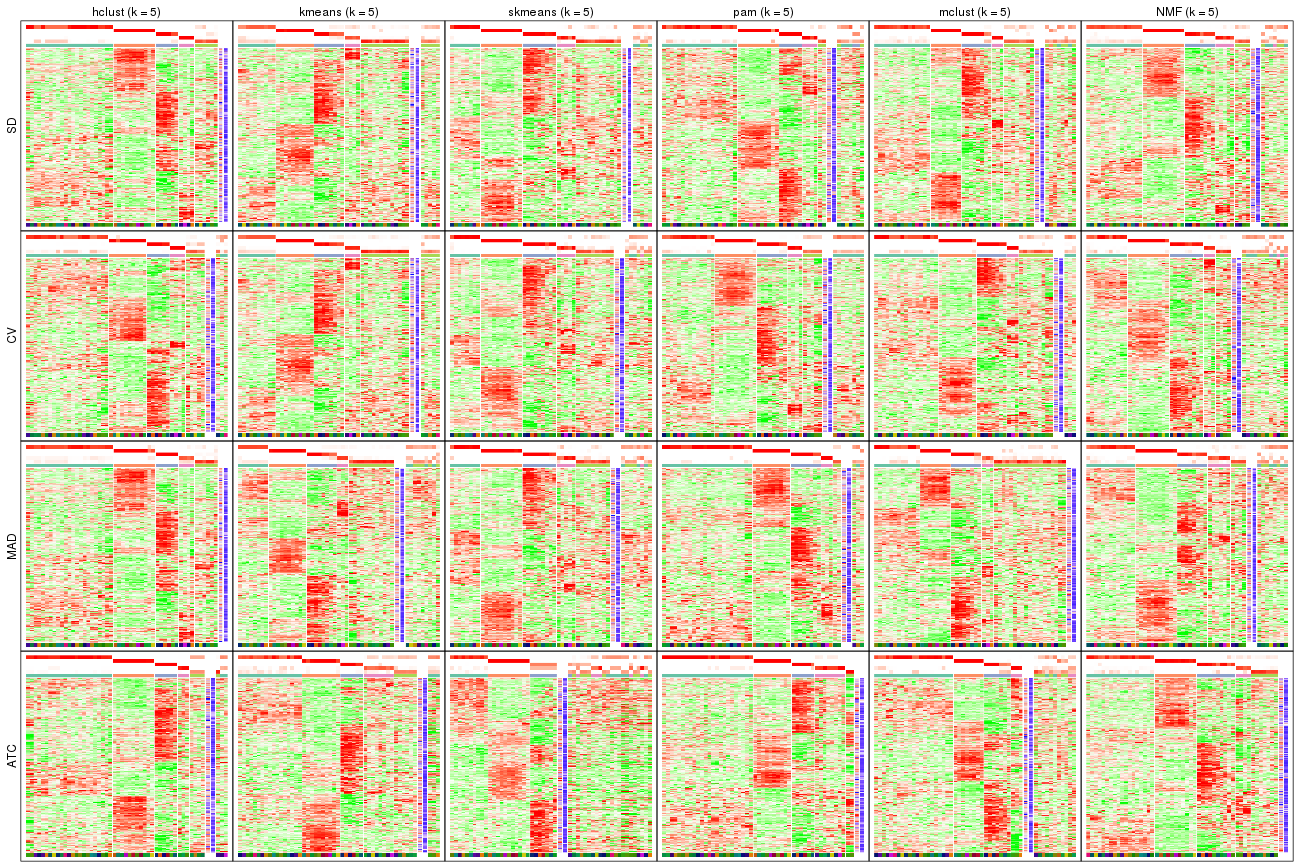 hclust (k = 5) kmeans (k = 5) skmeans (k = 5) pam (k = 5) mclust (k = 5) NMF (k = 5)
SD
CV
MAD
ATC